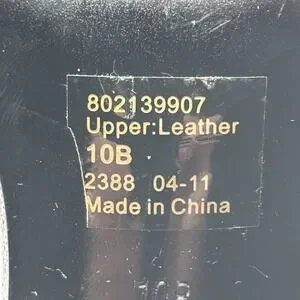 802139907
Upper:Leather
10B
2388 04-11
Made in China